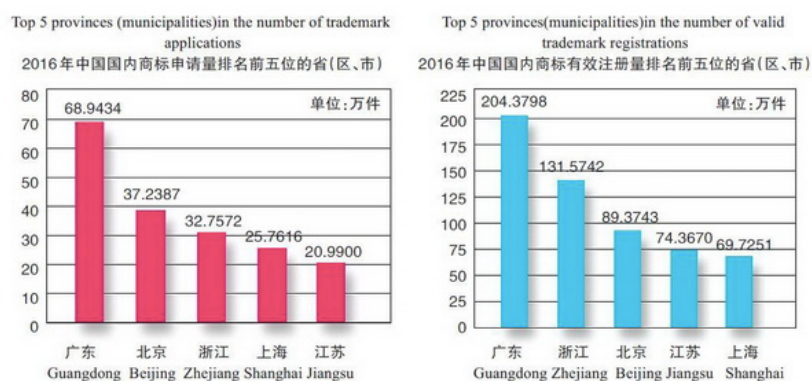 Top 5 provinces (municipalities)in the number of trademark
applications
2016年中国国内商标申请量排名前五位的省(区、市)
单位:万件
80
70
60
50
40
30
20
10
0
68.9434
37.2387
32.7572
25.7616
20.9900
广东 北京 浙江 上海 江苏
Guangdong Beijing Zhejiang Shanghai Jiangsu
Top 5 provinces(municipalities)in the number of valid
trademark registrations
2016年中国国内商标有效注册量排名前五位的省(区、市)
单位:万件
225
200
150
125
100
75
50
25
0
204.3798
131.5742
89.3743
74.3670
69.7251
广东 浙江 北京 江苏 上海
Guangdong Zhejiang Beijing Jiangsu Shanghai